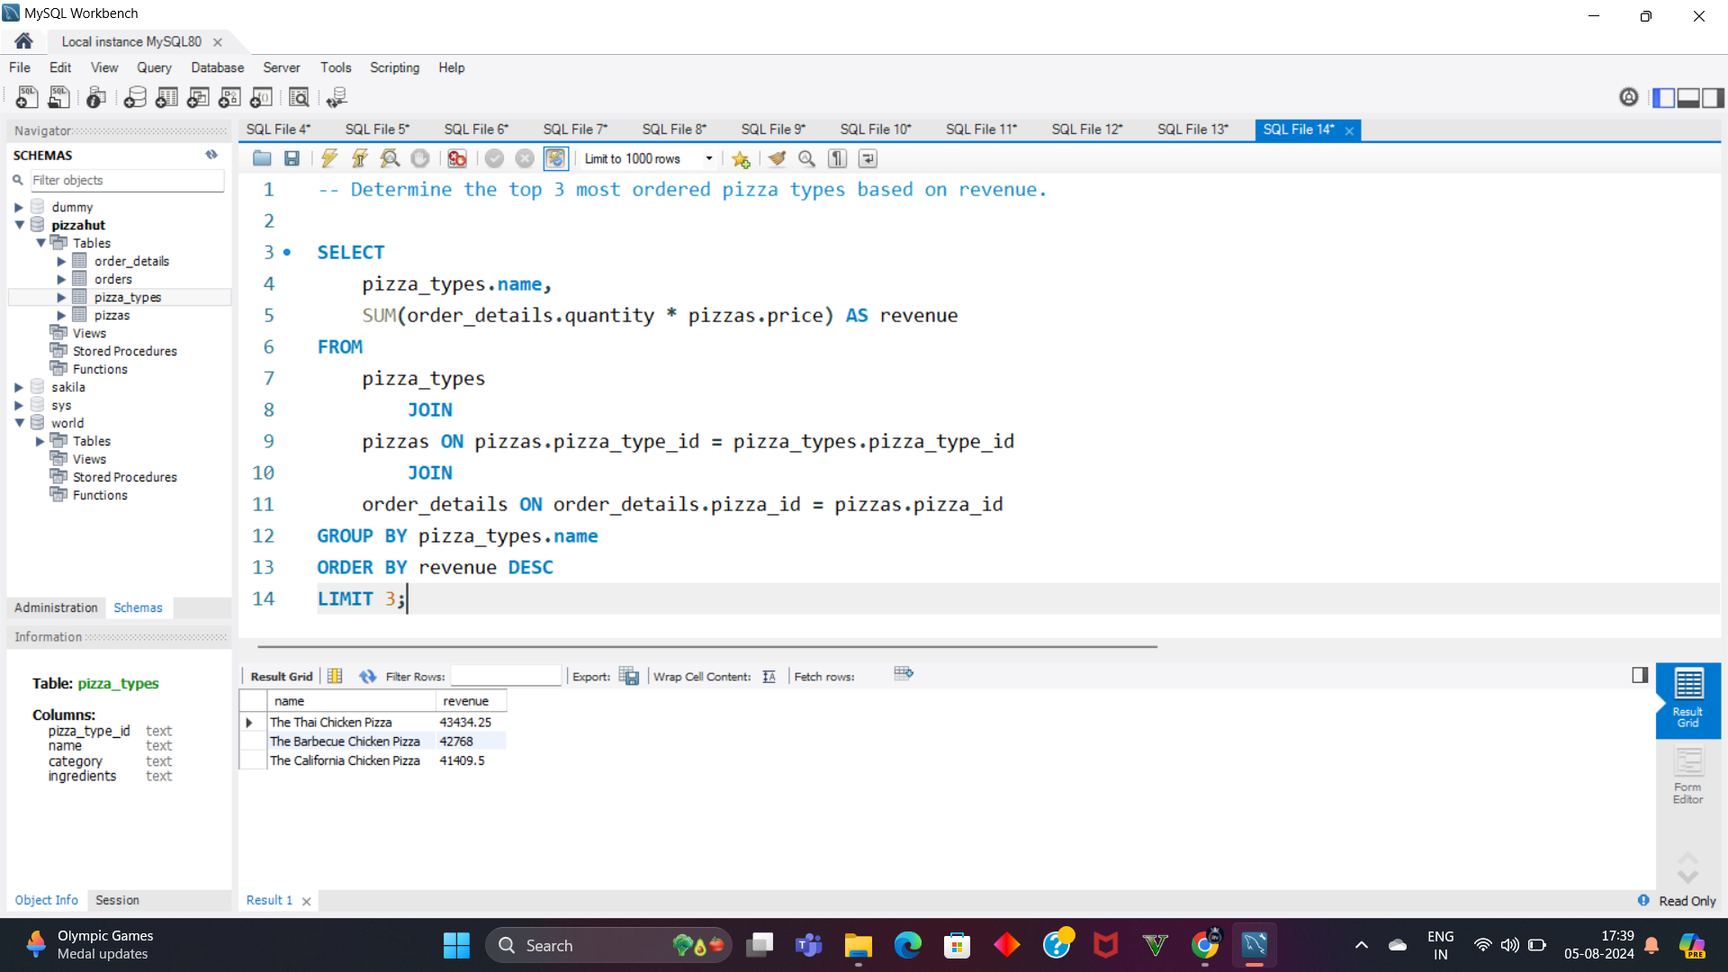 MySQL Workbench
Local instance MySQL80
File Edit View Query Database Server Tools Scripting Help
Navigator
SCHEMAS
Filter objects
dummy
pizzahut
Tables
order_details
orders
pizza_types
pizzas
Views
Stored Procedures
Functions
sakila
sys
world
Tables
Views
Stored Procedures
Functions
Administration Schemas
Information
Table: pizza_types
Columns:
pizza_type_id text
name text
category text
ingredients text
Object Info Session
SQL File 4* SQL File 5* SQL File 6* SQL File 7* SQL File 8* SQL File 9* SQL File 10* SQL File 11* SQL File 12* SQL File 13* SQL File 14*
Limit to 1000 rows
1 -- Determine the top 3 most ordered pizza types based on revenue.
2
3 SELECT
4 pizza_types.name,
5 SUM(order_details.quantity * pizzas.price) AS revenue
6 FROM
7 pizza_types
8 JOIN
9 pizzas ON pizzas.pizza_type_id = pizza_types.pizza_type_id
10 JOIN
11 order_details ON order_details.pizza_id = pizzas.pizza_id
12 GROUP BY pizza_types.name
13 ORDER BY revenue DESC
14 LIMIT 3;
Result Grid Filter Rows: Export: Wrap Cell Content: Fetch rows:
name revenue
The Thai Chicken Pizza 43434.25
The Barbecue Chicken Pizza 42768
The California Chicken Pizza 41409.5
Result
Grid
Form
Editor
Result 1
Read Only
Olympic Games
Medal updates
Search
ENG
IN
17:39
05-08-2024
PRE